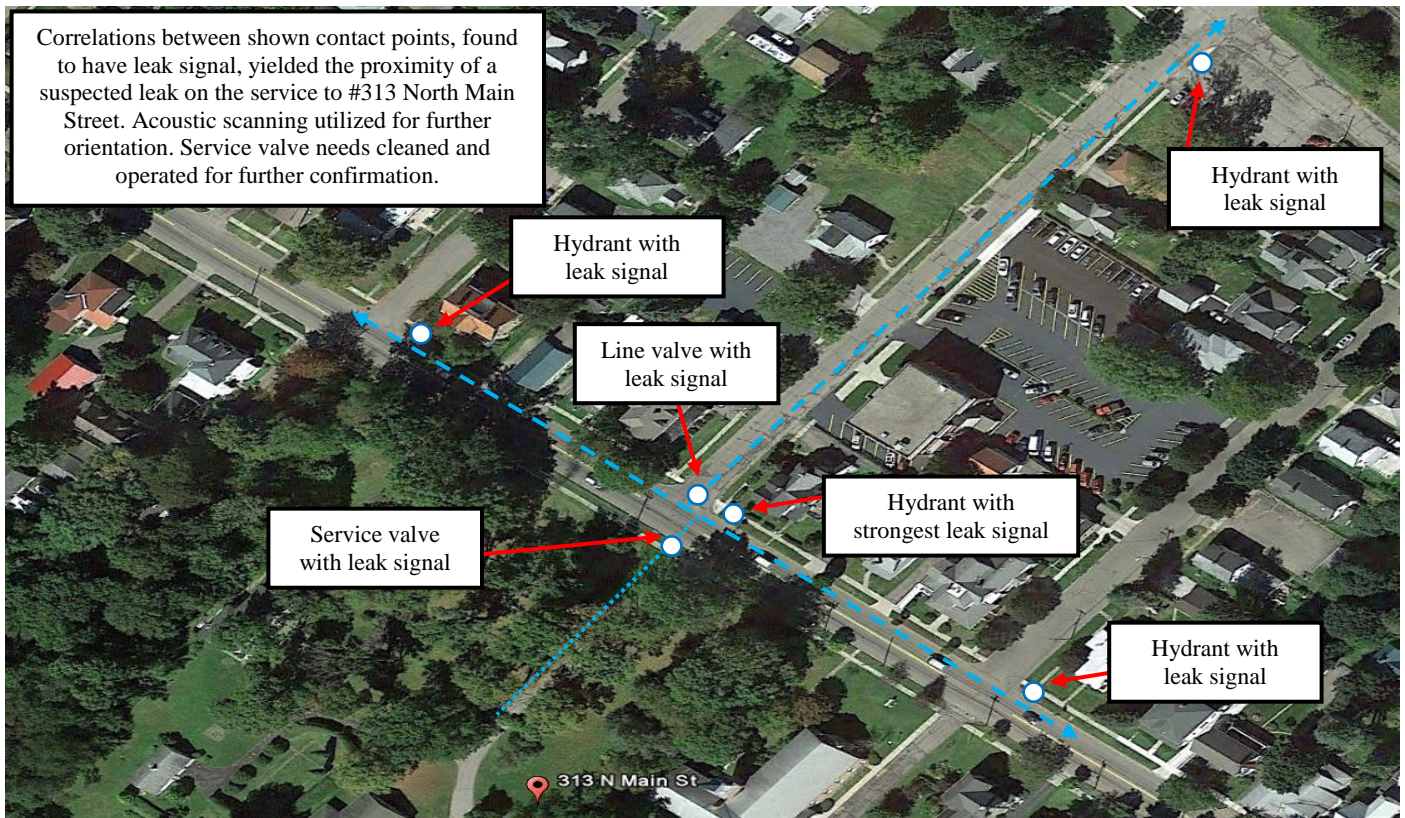 Correlations between shown contact points, found
to have leak signal, yielded the proximity of a
suspected leak on the service to #313 North Main
Street. Acoustic scanning utilized for further
orientation. Service valve needs cleaned and
operated for further confirmation.
Hydrant with
leak signal
Hydrant with
leak signal
Line valve with
leak signal
Hydrant with
strongest leak signal
Service valve
with leak signal
Hydrant with
leak signal
313 N Main St